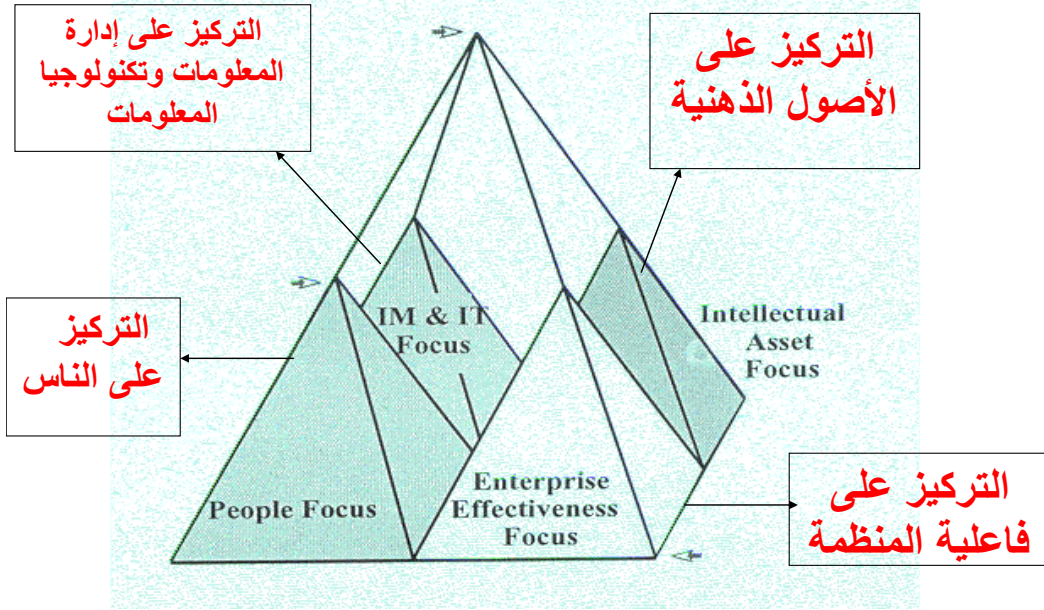 التركيز على إدارة
المعلومات وتكنولوجيا
المعلومات
التركيز على
الأصول الذهنية
التركيز
على الناس
IM & IT
Focus
Intellectual
Asset
Focus
People Focus
Enterprise
Effectiveness
Focus
التركيز على
فاعلية المنظمة